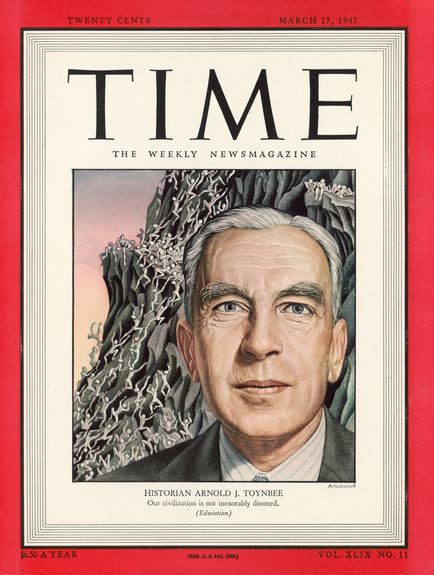 TWENTY CENTS MARCH 17, 1947
TIME
THE WEEKLY NEWSMAGAZINE
Artzybasheff
HISTORIAN ARNOLD J. TOYNBEE
Our civilization is not inexorably doomed.
(Education)
$6.50 A YEAR (REG. U. S. PAT. OFF.) VOL. XLIX NO. 11